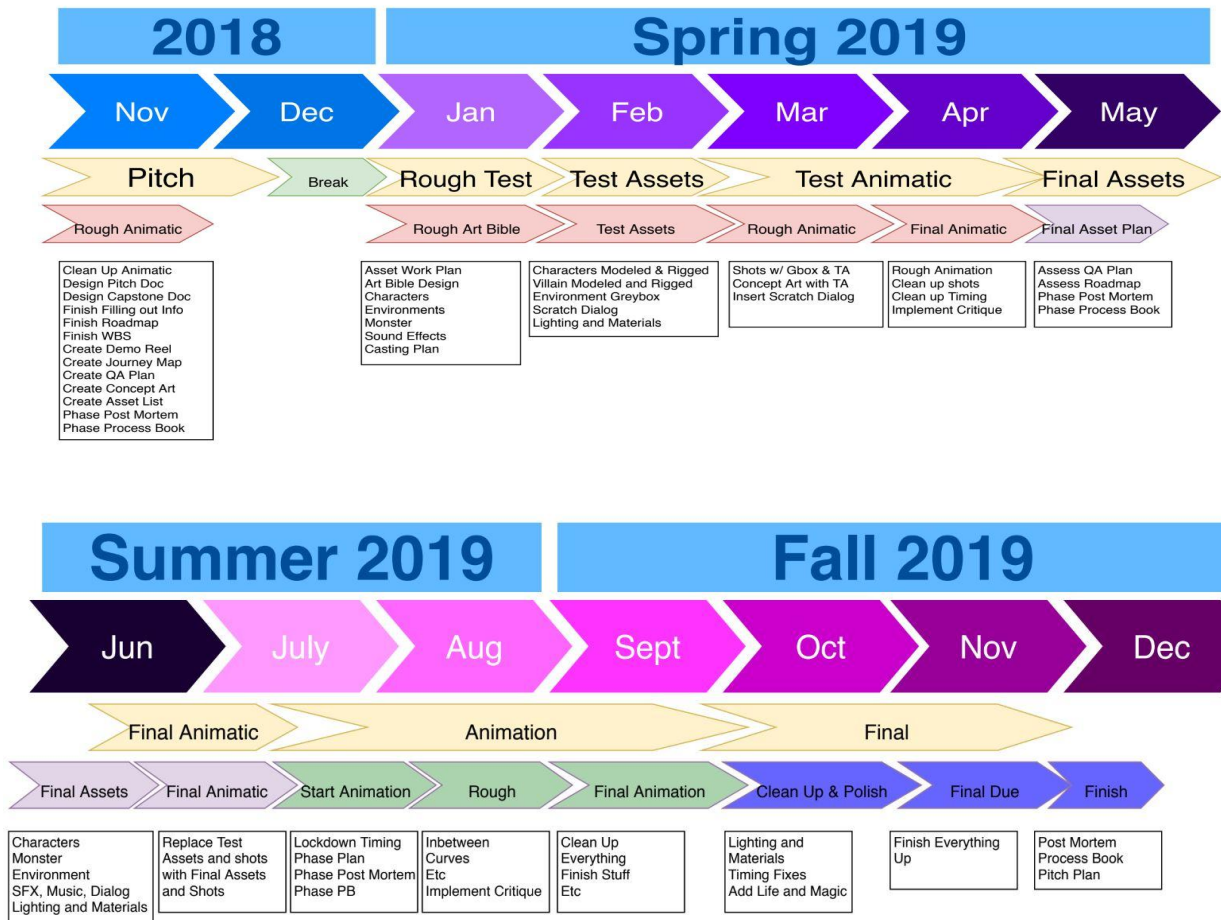 2018
Spring 2019
Nov
Dec
Jan
Feb
Mar
Apr
May
Pitch
Break
Rough Test
Test Assets
Test Animatic
Final Assets
Rough Animatic
Rough Art Bible
Test Assets
Rough Animatic
Final Animatic
Final Asset Plan
Clean Up Animatic
Design Pitch Doc
Design Capstone Doc
Finish Filling out Info
Finish Roadmap
Finish WBS
Create Demo Reel
Create Journey Map
Create QA Plan
Create Concept Art
Create Asset List
Phase Post Mortem
Phase Process Book
Asset Work Plan
Art Bible Design
Characters
Environments
Monster
Sound Effects
Casting Plan
Characters Modeled & Rigged
Villain Modeled and Rigged
Environment Greybox
Scratch Dialog
Lighting and Materials
Shots w/ Gbox & TA
Concept Art with TA
Insert Scratch Dialog
Rough Animation
Clean up shots
Clean up Timing
Implement Critique
Assess QA Plan
Assess Roadmap
Phase Post Mortem
Phase Process Book
Summer 2019
Fall 2019
Jun
July
Aug
Sept
Oct
Nov
Dec
Final Animatic
Animation
Final
Final Assets
Final Animatic
Start Animation
Rough
Final Animation
Clean Up & Polish
Final Due
Finish
Characters
Monster
Environment
SFX, Music, Dialog
Lighting and Materials
Replace Test
Assets and shots
with Final Assets
and Shots
Lockdown Timing
Phase Plan
Phase Post Mortem
Phase PB
Inbetween
Curves
Etc
Implement Critique
Clean Up
Everything
Finish Stuff
Etc
Lighting and
Materials
Timing Fixes
Add Life and Magic
Finish Everything
Up
Post Mortem
Process Book
Pitch Plan